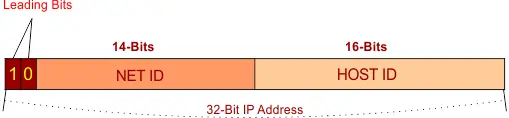 Leading Bits
14-Bits 16-Bits
1 0 NET ID HOST ID
32-Bit IP Address